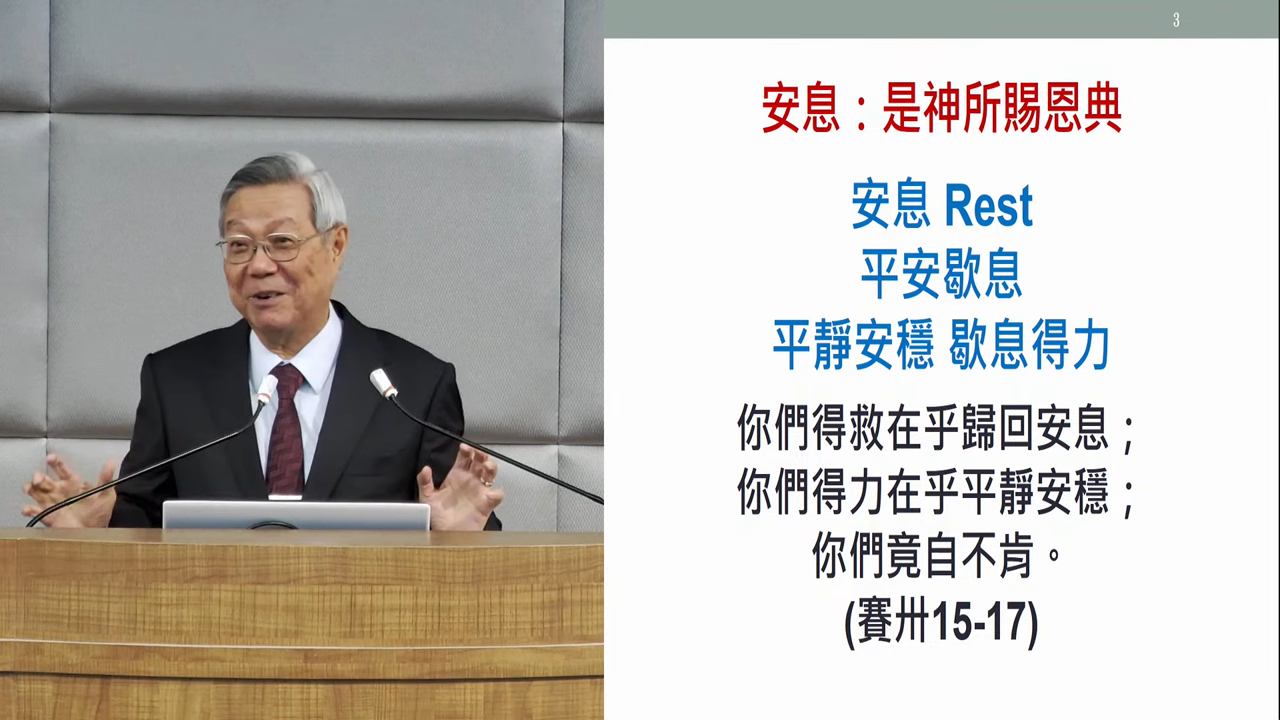 3
安息：是神所賜恩典
安息 Rest
平安歇息
平靜安穩 歇息得力
你們得救在乎歸回安息；
你們得力在乎平靜安穩；
你們竟自不肯。
(賽卅15-17)